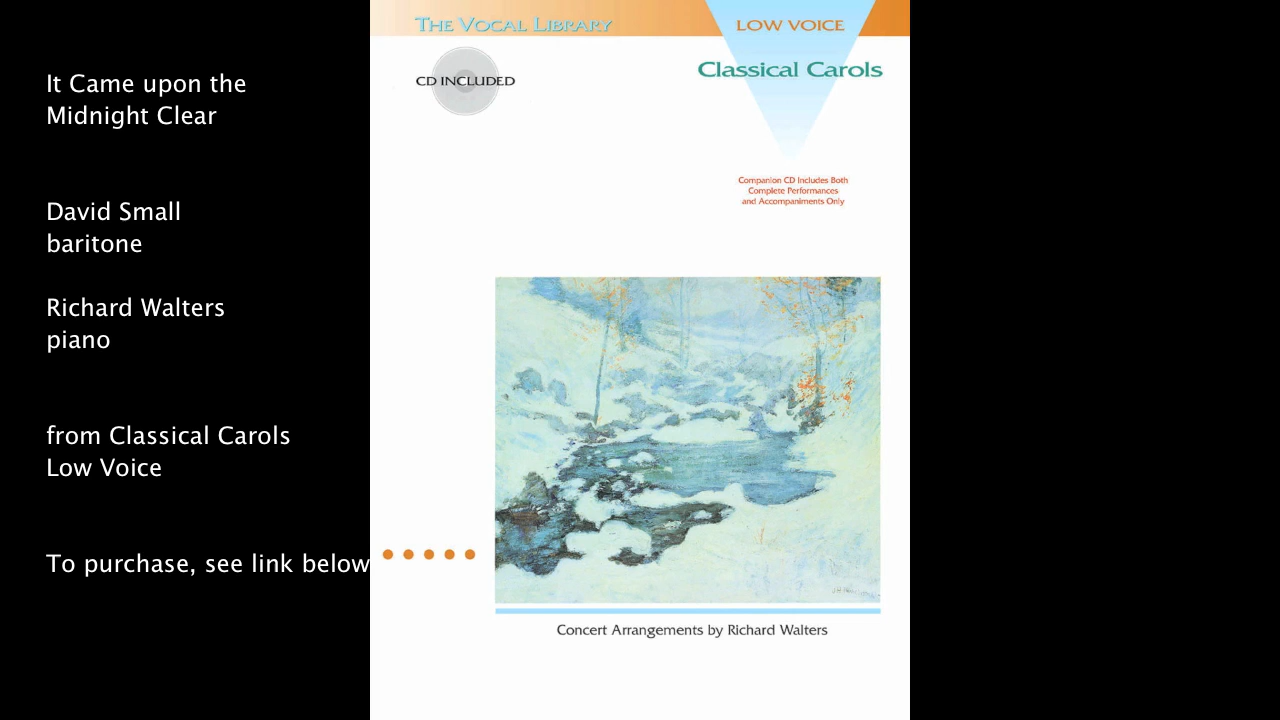 It Came upon the
Midnight Clear
David Small
baritone
Richard Walters
piano
from Classical Carols
Low Voice
To purchase, see link below
THE VOCAL LIBRARY
LOW VOICE
CD INCLUDED
Classical Carols
Companion CD Includes Both
Complete Performances
and Accompaniments Only
Concert Arrangements by Richard Walters